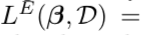 L^E(β, 𝒟) =